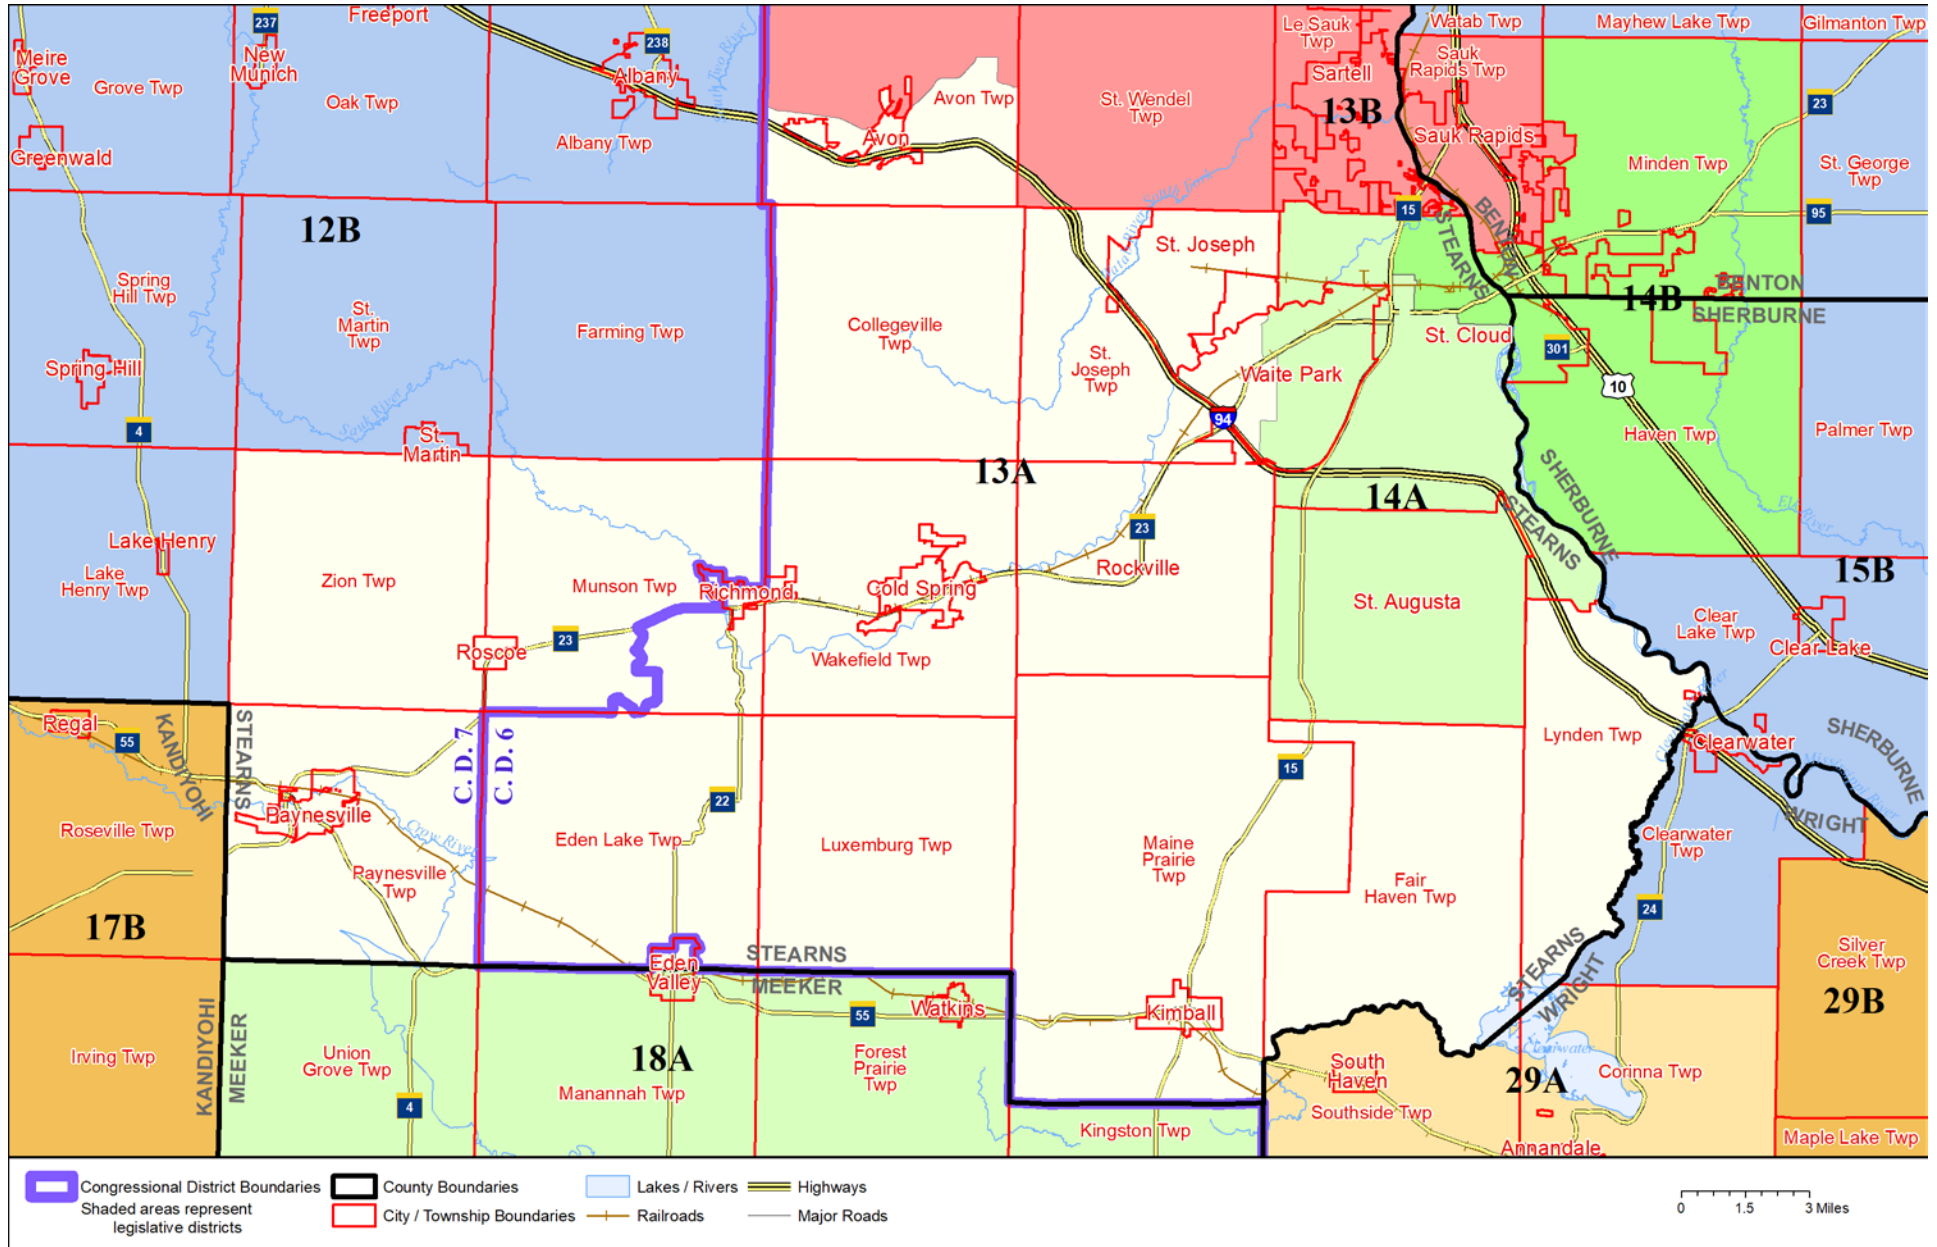 Freeport
237
238
Meire
Grove
New
Munich
Grove Twp
Oak Twp
Albany
Albany Twp
Greenwald
Avon Twp
Avon
St. Wendel
Twp
Le Sauk
Twp
Sartell
13B
Watab Twp
Sauk
Rapids Twp
Sauk Rapids
Mayhew Lake Twp
Gilmanton Twp
23
Minden Twp
St. George
Twp
95
15
12B
Spring
Hill Twp
St.
Martin
Twp
Farming Twp
Collegeville
Twp
St. Joseph
St.
Joseph
Twp
STEARNS
BENTON
14B
BENTON
SHERBURNE
St. Cloud
301
10
Waite Park
94
Spring Hill
4
Sauk River
St.
Martin
Haven Twp
Palmer Twp
13A
14A
SHERBURNE
STEARNS
Elk River
Lake Henry
Lake
Henry Twp
Zion Twp
Munson Twp
Richmond
Cold Spring
23
Rockville
St. Augusta
15B
Clear
Lake Twp
Clear Lake
Roscoe
23
Wakefield Twp
Regal
55
KANDIYOHI
STEARNS
C. D. 7
C. D. 6
Lynden Twp
Clearwater
SHERBURNE
Mississippi River
WRIGHT
15
22
Paynesville
Roseville Twp
Crow River
Eden Lake Twp
Luxemburg Twp
Maine
Prairie
Twp
Clearwater
Twp
Paynesville
Twp
Fair
Haven Twp
24
17B
STEARNS
MEEKER
Eden
Valley
Watkins
Kimball
STEARNS
WRIGHT
Silver
Creek Twp
29B
KANDIYOHI
MEEKER
55
Irving Twp
Union
Grove Twp
18A
Manannah Twp
Forest
Prairie
Twp
South
Haven
Clearwater
29A
Corinna Twp
4
Kingston Twp
Southside Twp
Annandale
Maple Lake Twp
Congressional District Boundaries
Shaded areas represent
legislative districts
County Boundaries
City / Township Boundaries
Lakes / Rivers
Railroads
Highways
Major Roads
0 1.5 3 Miles